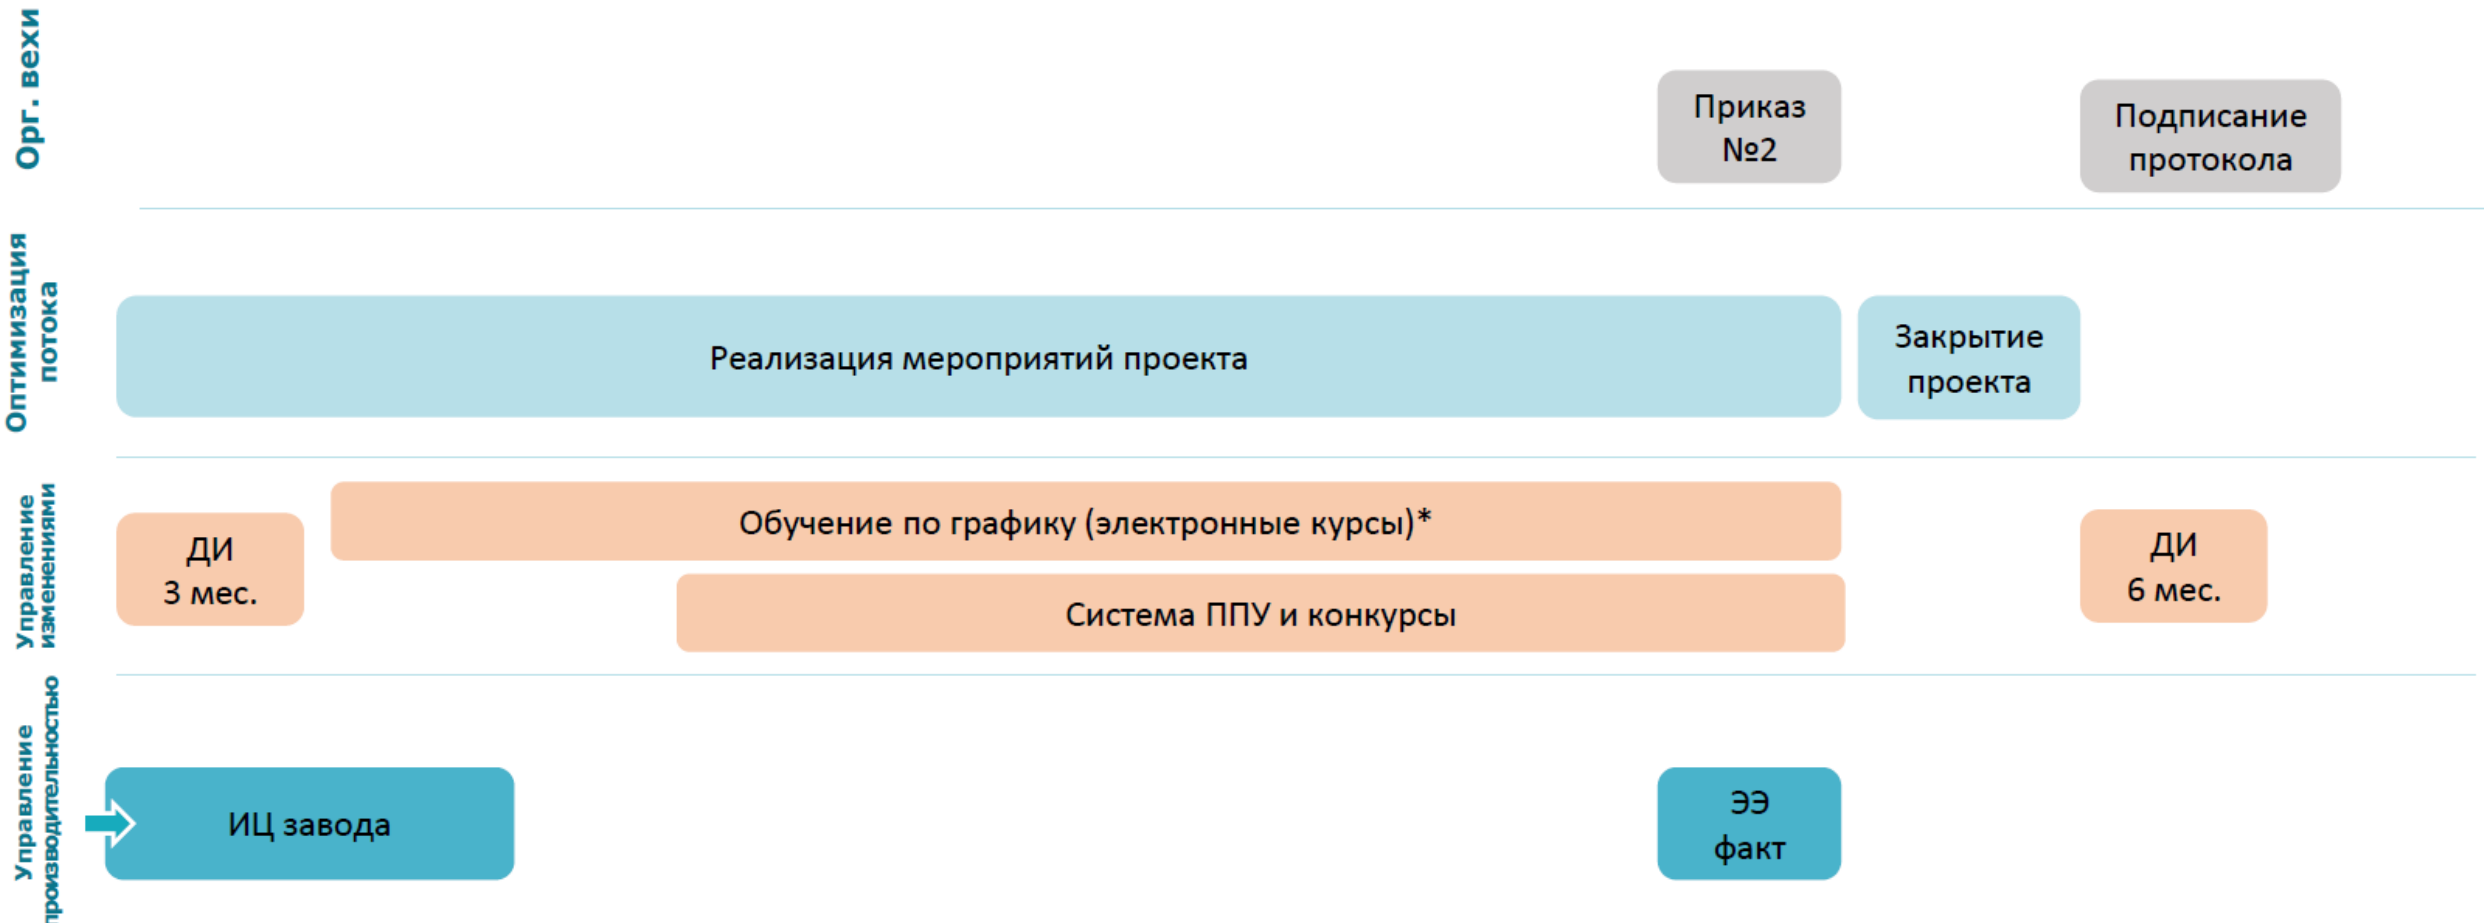 Орг. вехи
Приказ
№2
Подписание
протокола
Оптимизация
потока
Реализация мероприятий проекта
Закрытие
проекта
Управление
изменениями
ДИ
3 мес.
Обучение по графику (электронные курсы)*
Система ППУ и конкурсы
ДИ
6 мес.
Управление
производительностью
ИЦ завода
ЭЭ
факт